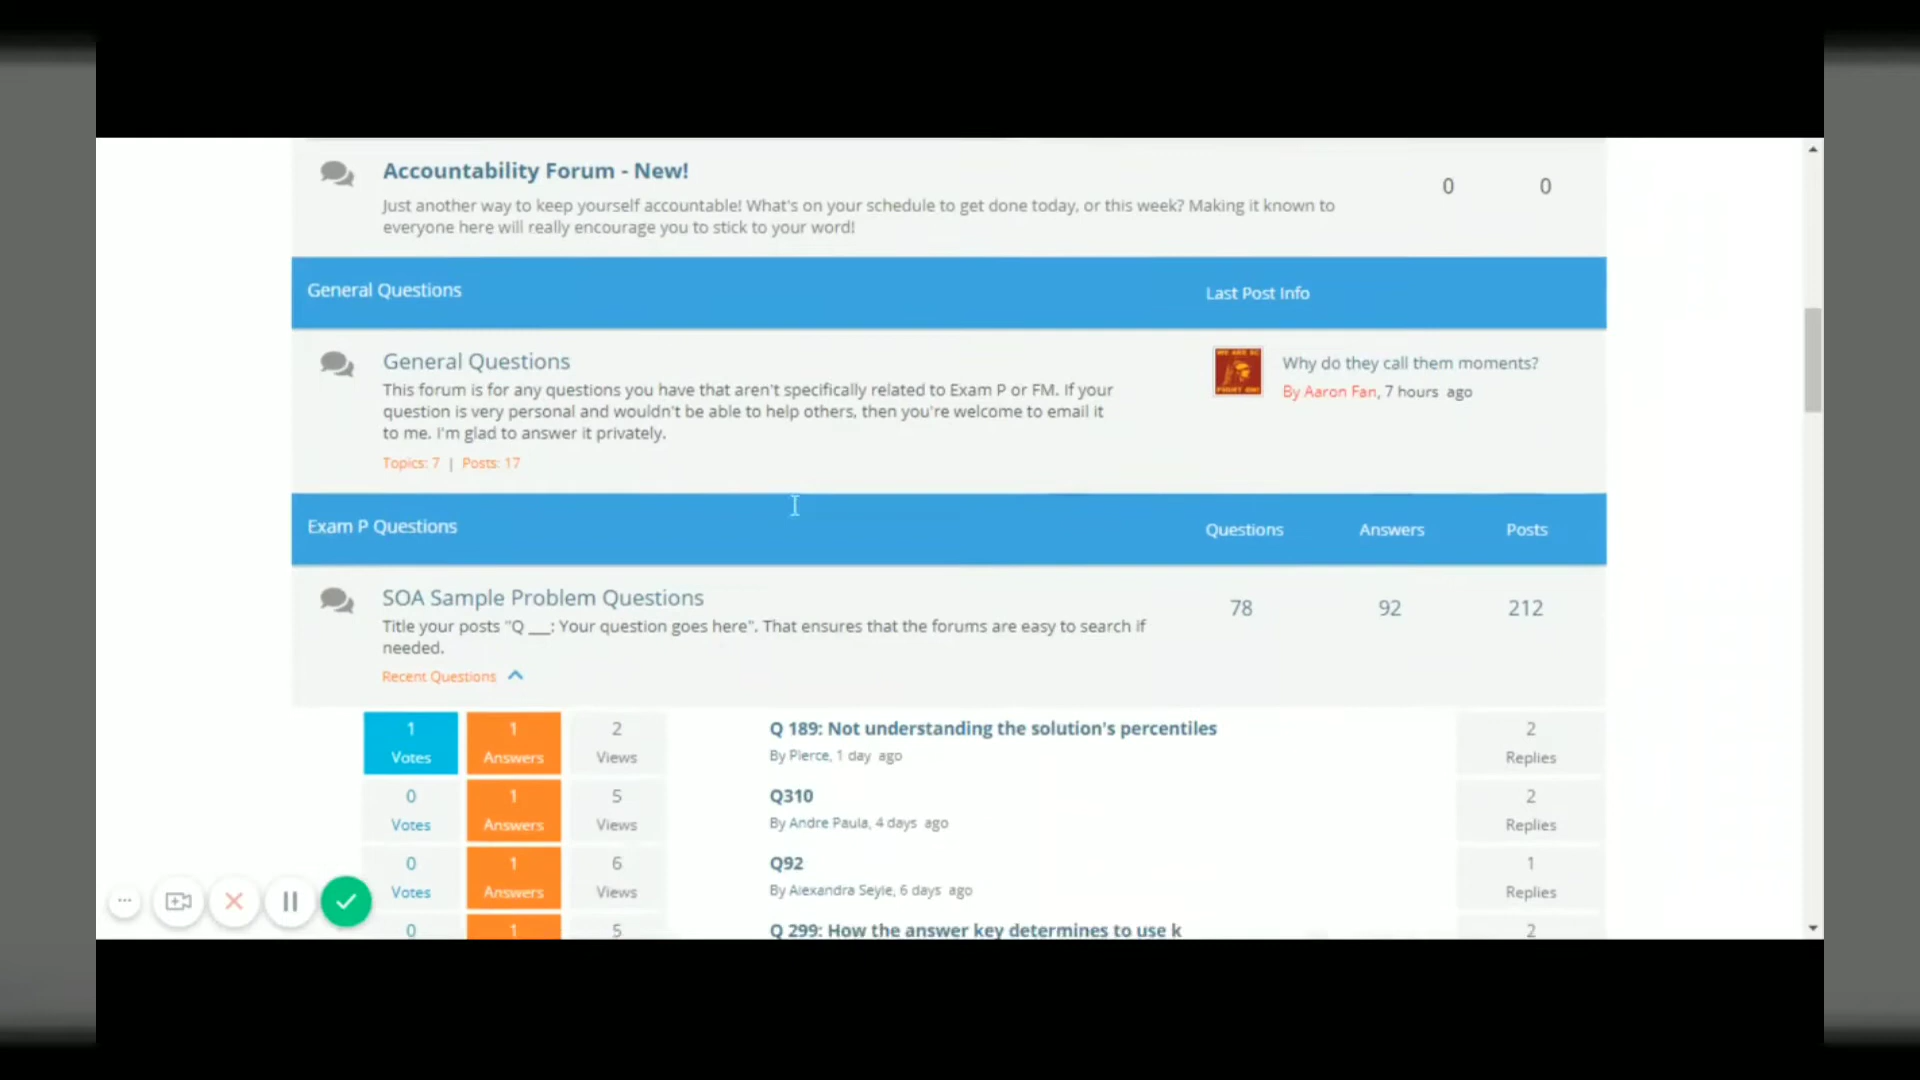 Accountability Forum - New!
0 0
Just another way to keep yourself accountable! What's on your schedule to get done today, or this week? Making it known to
everyone here will really encourage you to stick to your word!
General Questions Last Post Info
General Questions
This forum is for any questions you have that aren't specifically related to Exam P or FM. If your
question is very personal and wouldn't be able to help others, then you're welcome to email it
to me. I'm glad to answer it privately.
Topics: 7 | Posts: 17
WE ARE SC
FIGHT ON!
Why do they call them moments?
By Aaron Fan, 7 hours ago
Exam P Questions Questions Answers Posts
SOA Sample Problem Questions 78 92 212
Title your posts "Q ___: Your question goes here". That ensures that the forums are easy to search if
needed.
Recent Questions
1 1 2 Q 189: Not understanding the solution's percentiles 2
Votes Answers Views By Pierce, 1 day ago Replies
0 1 5 Q310 2
Votes Answers Views By Andre Paula, 4 days ago Replies
0 1 6 Q92 1
Votes Answers Views By Alexandra Seyle, 6 days ago Replies
0 1 5 Q 299: How the answer key determines to use k 2